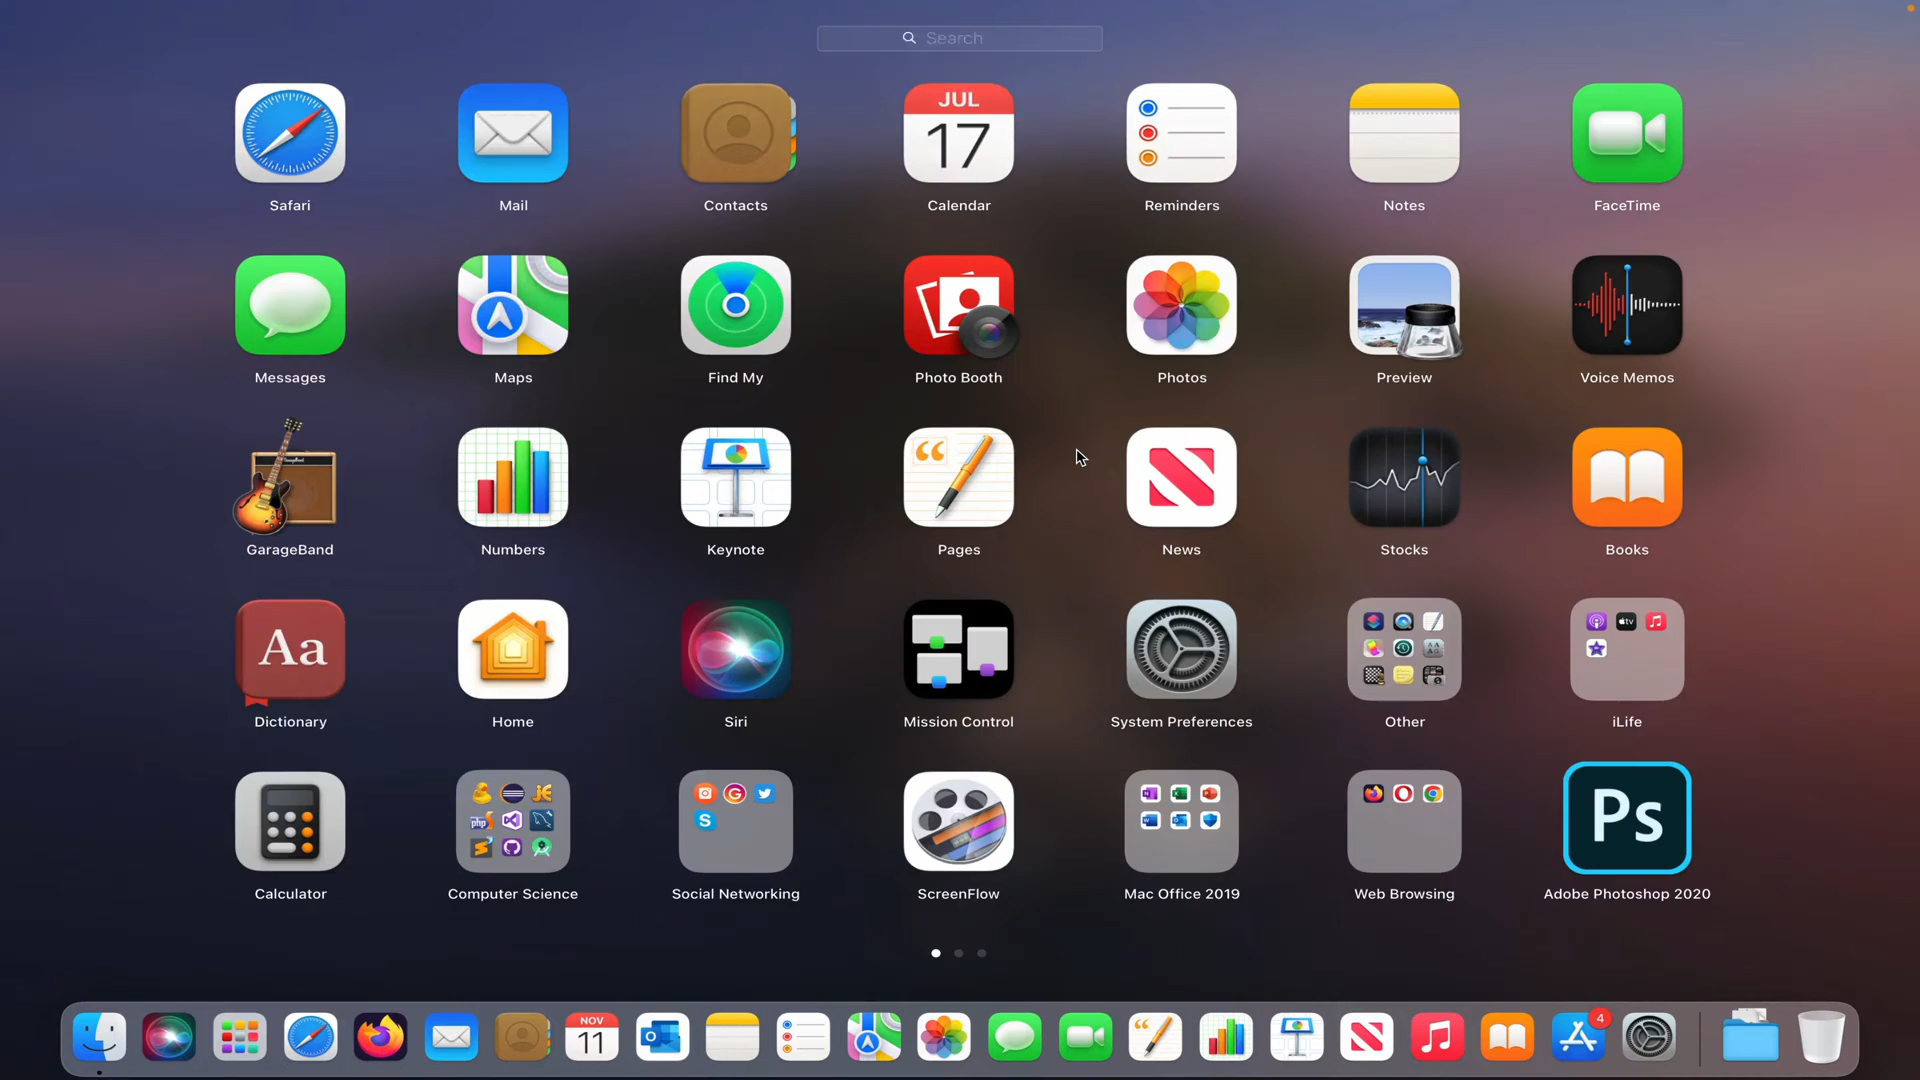 Search
JUL
17
Safari
Mail
Contacts
Calendar
Reminders
Notes
FaceTime
Messages
Maps
Find My
Photo Booth
Photos
Preview
Voice Memos
GarageBand
Numbers
Keynote
Pages
News
Stocks
Books
Aa
Dictionary
Home
Siri
Mission Control
System Preferences
tv
Other
iLife
php
Ps
Calculator
Computer Science
Social Networking
ScreenFlow
Mac Office 2019
Web Browsing
Adobe Photoshop 2020
NOV
11
4